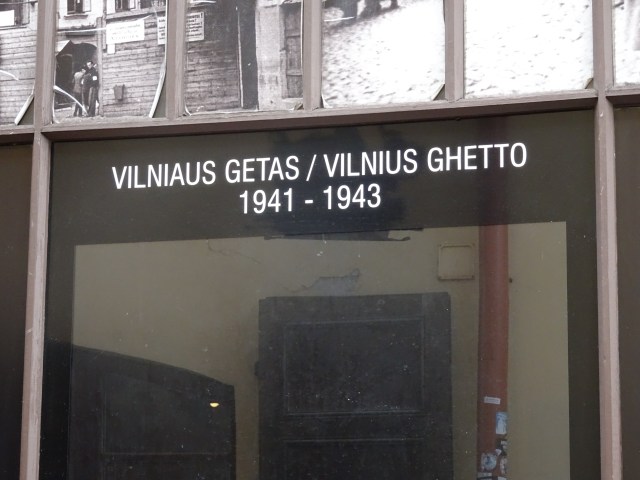 VILNIAUS GETAS / VILNIUS GHETTO
1941 - 1943